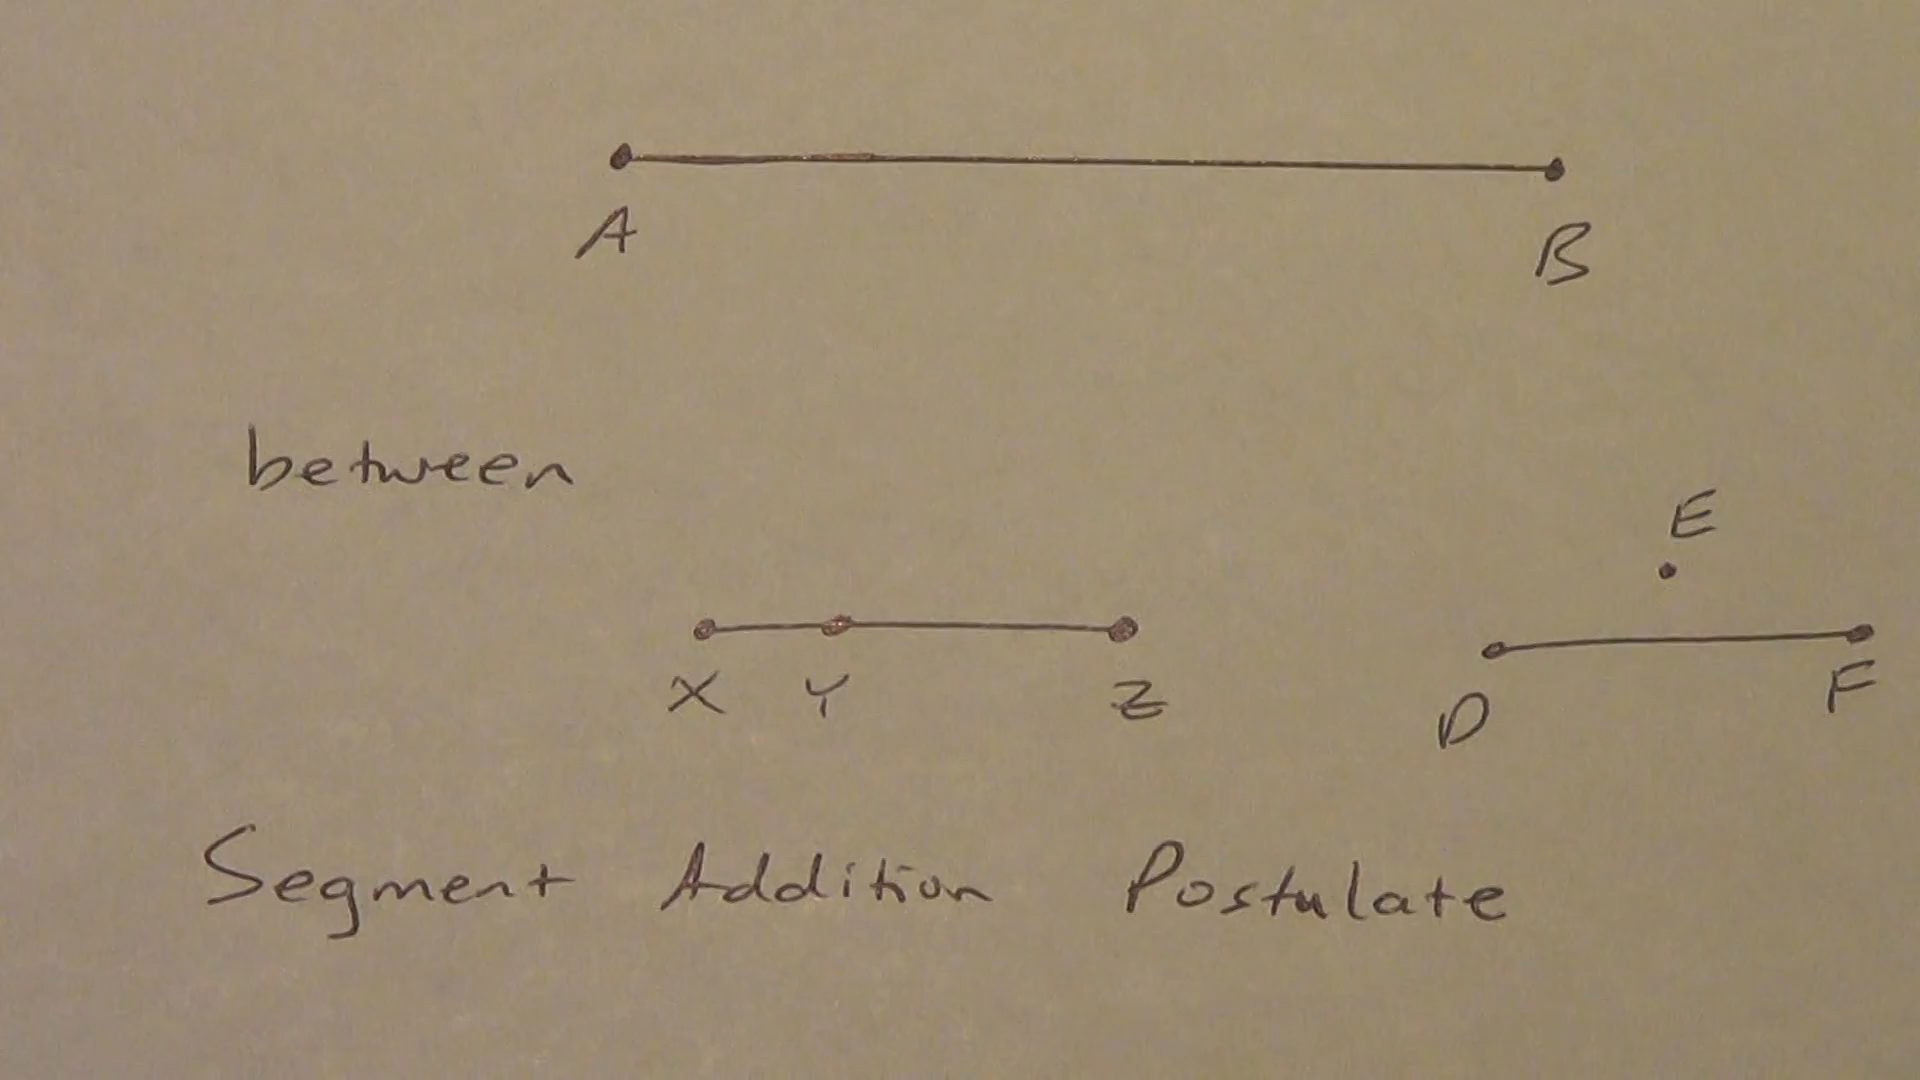 A B
between
E
X Y Z
D F
Segment Addition Postulate